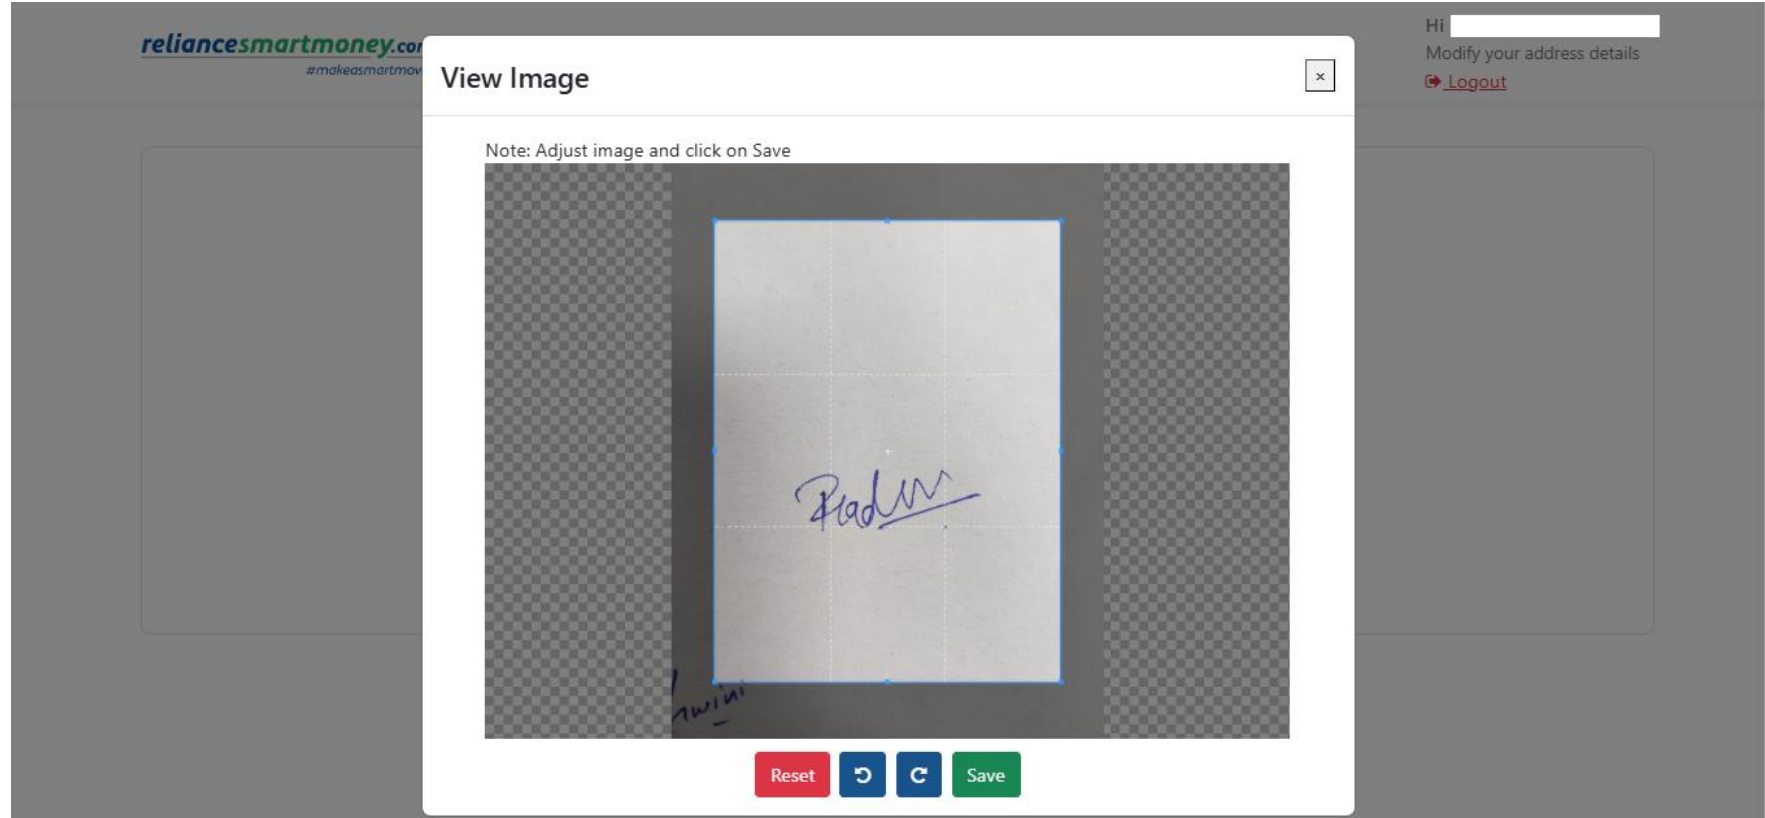 reliancesmartmoney.cor
#makeasmartmov
Hi
Modify your address details
Logout
View Image
×
Note: Adjust image and click on Save
Reset
Save